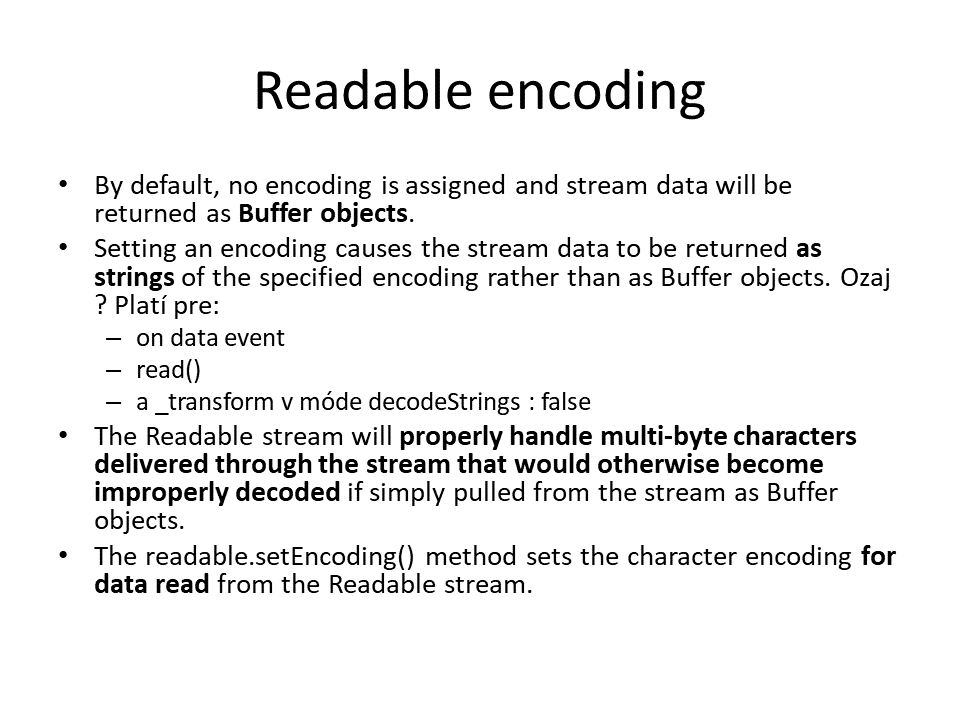 Readable encoding
• By default, no encoding is assigned and stream data will be
returned as Buffer objects.
• Setting an encoding causes the stream data to be returned as
strings of the specified encoding rather than as Buffer objects. Ozaj
? Platí pre:
– on data event
– read()
– a _transform v móde decodeStrings : false
• The Readable stream will properly handle multi-byte characters
delivered through the stream that would otherwise become
improperly decoded if simply pulled from the stream as Buffer
objects.
• The readable.setEncoding() method sets the character encoding for
data read from the Readable stream.